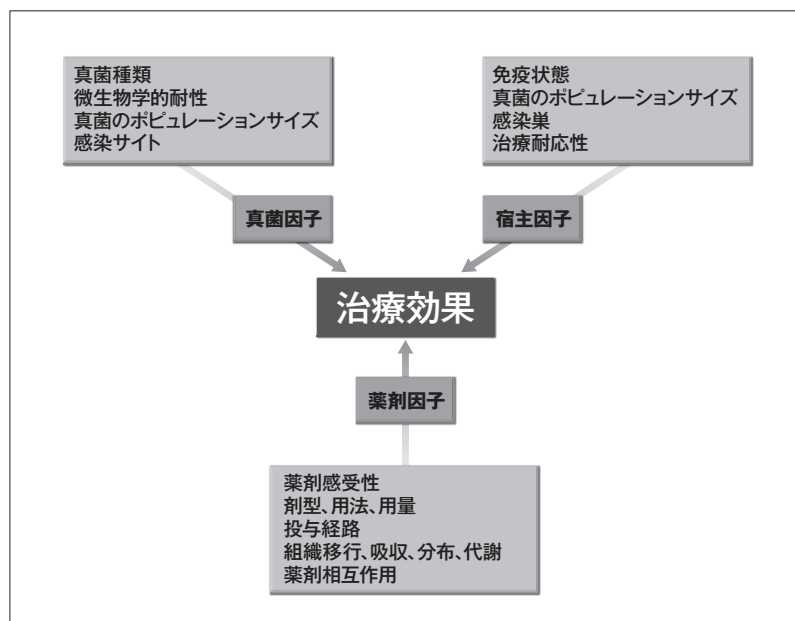 真菌種類
微生物学的耐性
真菌のポピュレーションサイズ
感染サイト
免疫状態
真菌のポピュレーションサイズ
感染巣
治療耐応性
真菌因子
宿主因子
治療効果
薬剤因子
薬剤感受性
剤型、用法、用量
投与経路
組織移行、吸収、分布、代謝
薬剤相互作用